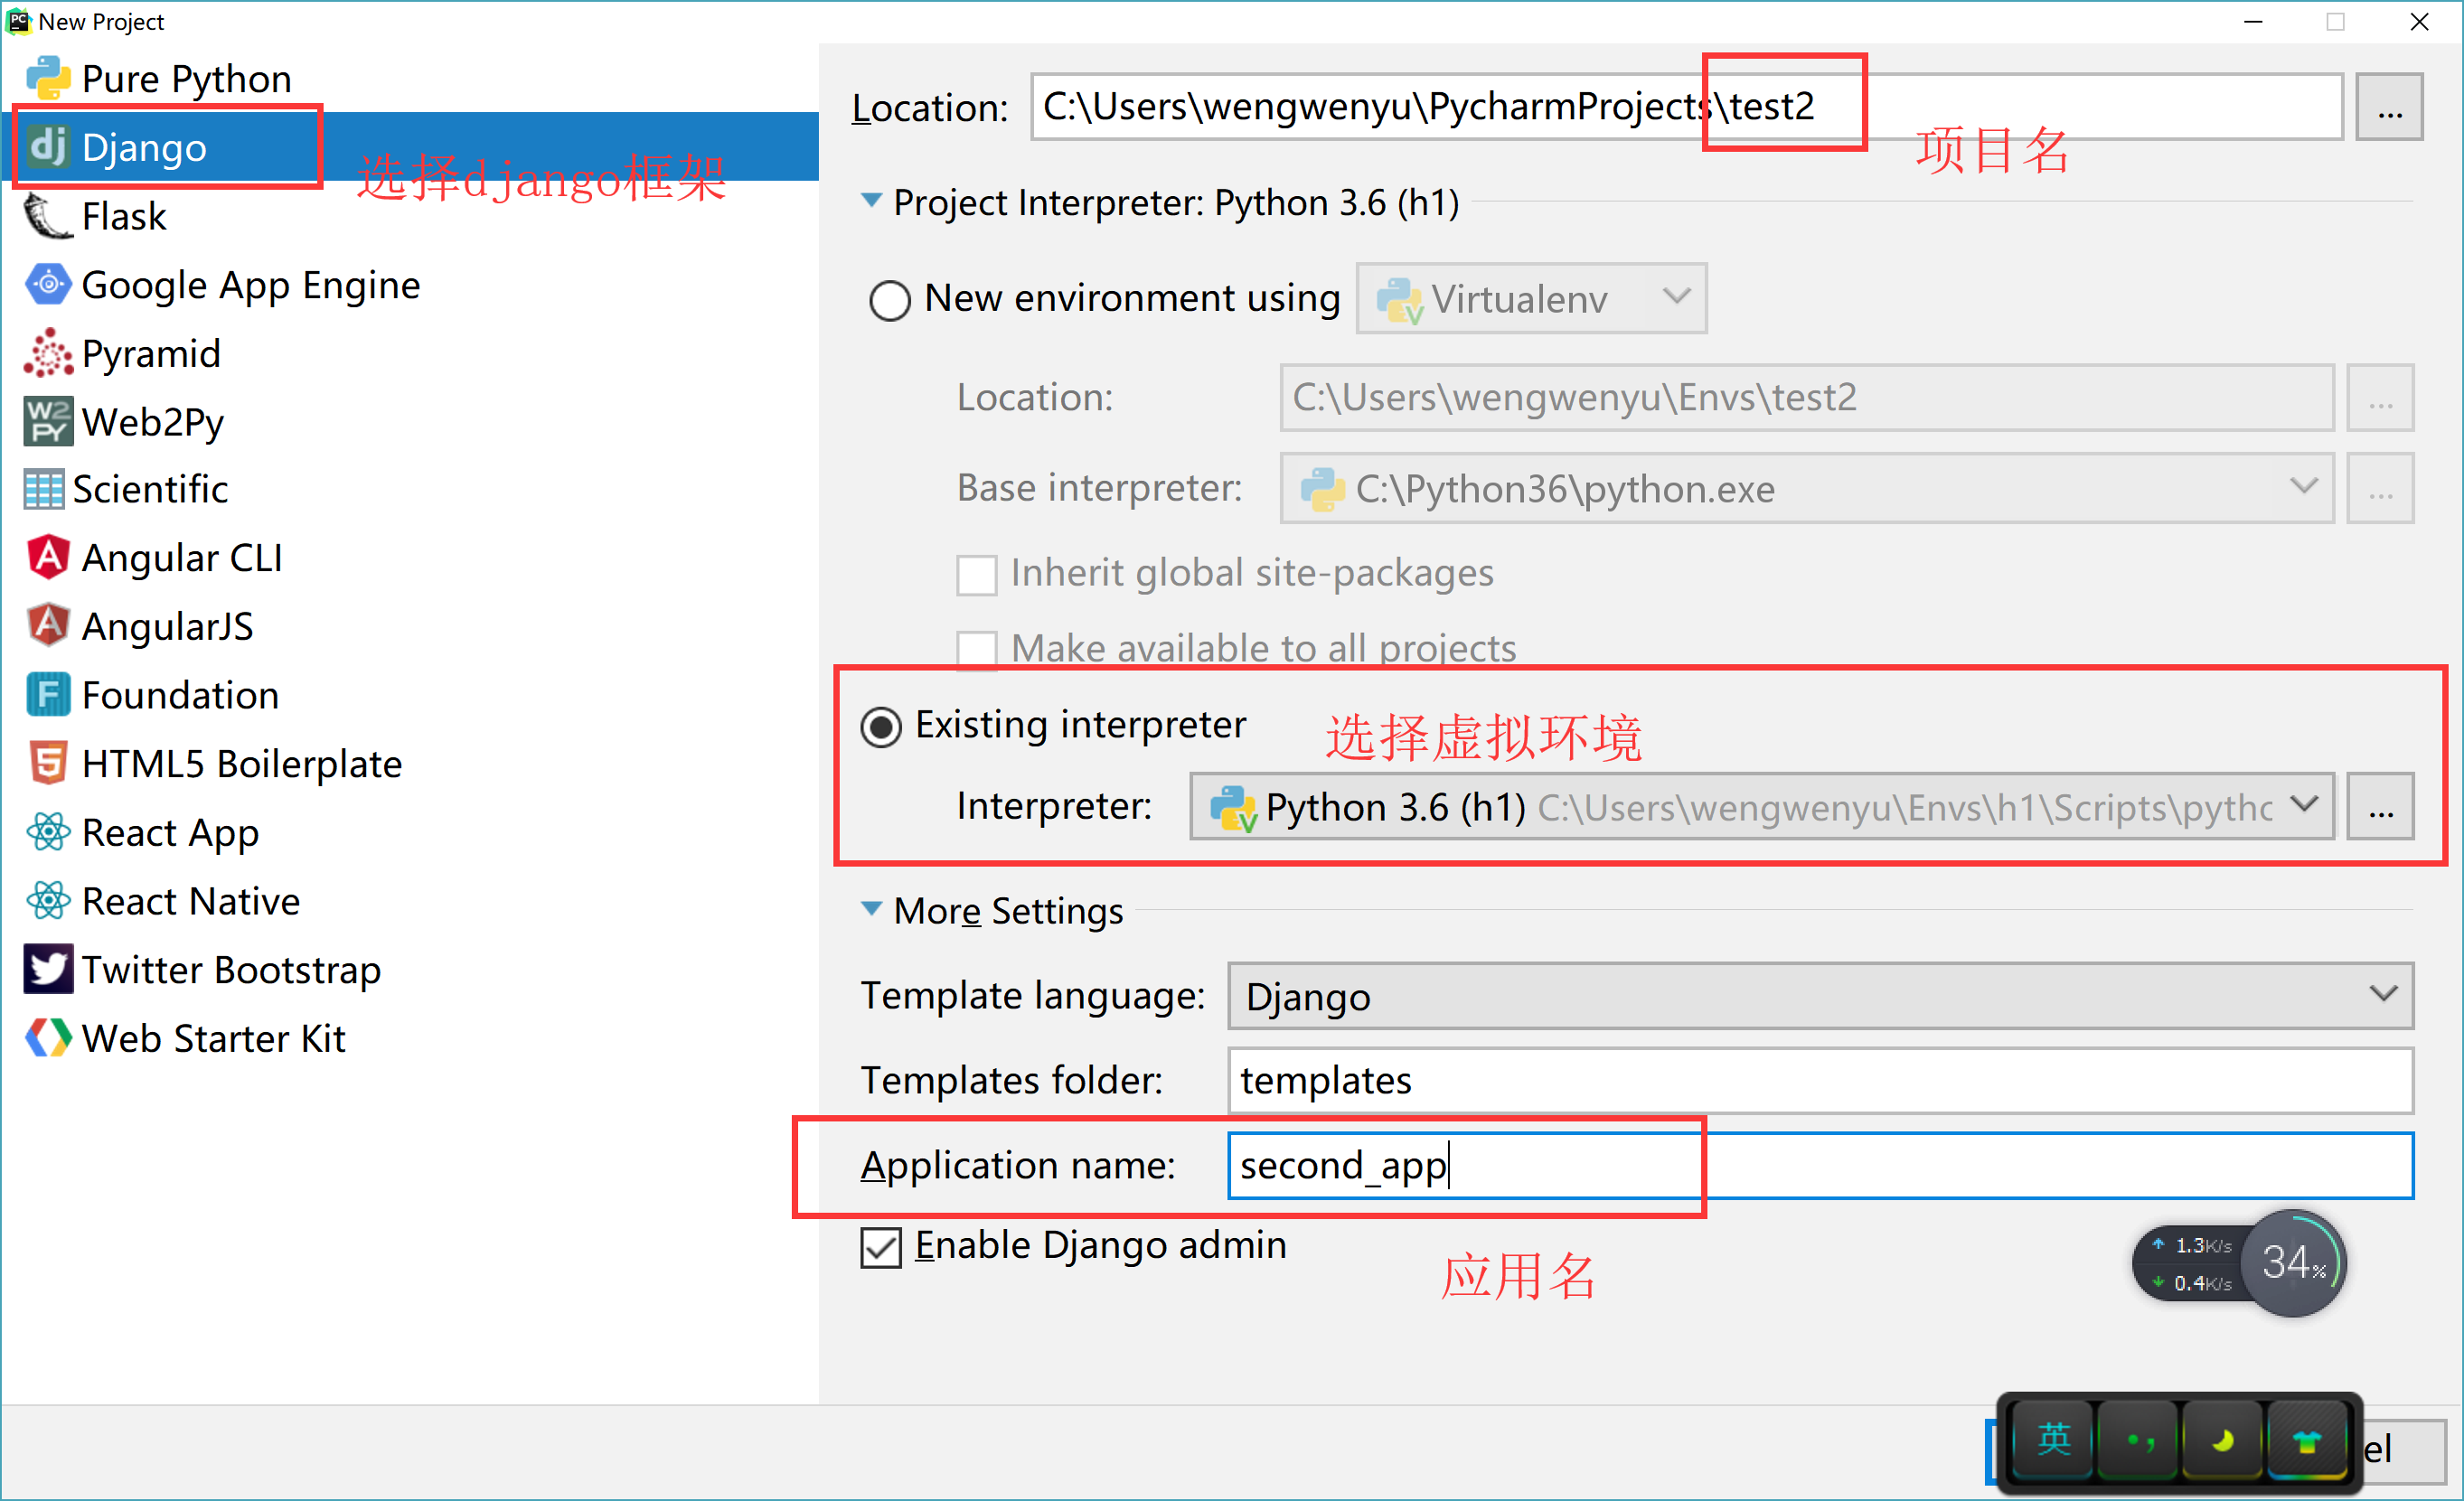 New Project
Pure Python
Django
选择django框架
Flask
Google App Engine
Pyramid
Web2Py
Scientific
Angular CLI
AngularJS
Foundation
HTML5 Boilerplate
React App
React Native
Twitter Bootstrap
Web Starter Kit
Location: C:\Users\wengwenyu\PycharmProjects\test2 ...
项目名
Project Interpreter: Python 3.6 (h1)
New environment using Virtualenv
Location: C:\Users\wengwenyu\Envs\test2 ...
Base interpreter: C:\Python36\python.exe ...
Inherit global site-packages
Make available to all projects
Existing interpreter 选择虚拟环境
Interpreter: Python 3.6 (h1) C:\Users\wengwenyu\Envs\h1\Scripts\pythc ...
More Settings
Template language: Django
Templates folder: templates
Application name: second_app
Enable Django admin
应用名
1.3K/s
0.4K/s
34%
英 el